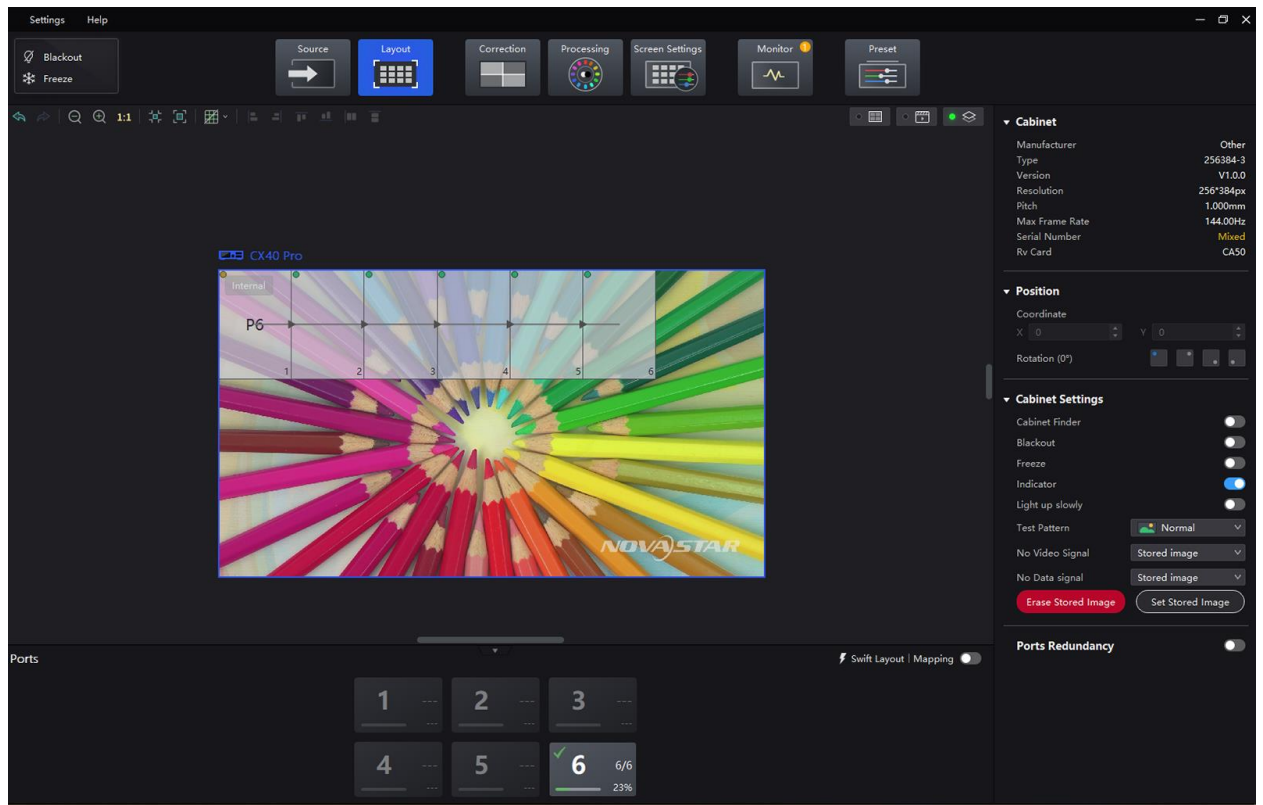 Settings Help
Blackout
Freeze
Source
Layout
Correction
Processing
Screen Settings
Monitor
1
Preset
1:1
CX40 Pro
Internal
P6
1 2 3 4 5 6
NOVASTAR
Cabinet
Manufacturer Other
Type 256384-3
Version V1.0.0
Resolution 256*384px
Pitch 1.000mm
Max Frame Rate 144.00Hz
Serial Number Mixed
Rv Card CA50
Position
Coordinate
X 0 Y 0
Rotation (0°)
Cabinet Settings
Cabinet Finder
Blackout
Freeze
Indicator
Light up slowly
Test Pattern Normal
No Video Signal Stored image
No Data signal Stored image
Erase Stored Image Set Stored Image
Ports Redundancy
Ports
Swift Layout | Mapping
1 --- ---
2 --- ---
3 --- ---
4 --- ---
5 --- ---
6 6/6
23%